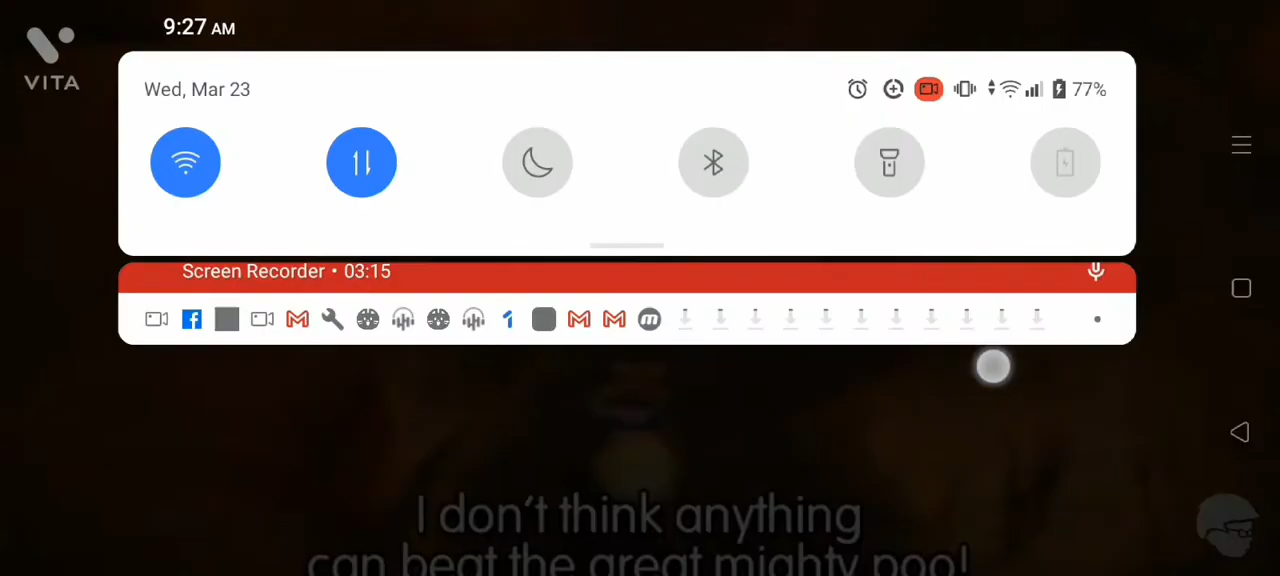 9:27 AM
VITA
Wed, Mar 23
77%
Screen Recorder • 03:15
I don't think anything
can beat the great mighty poo!